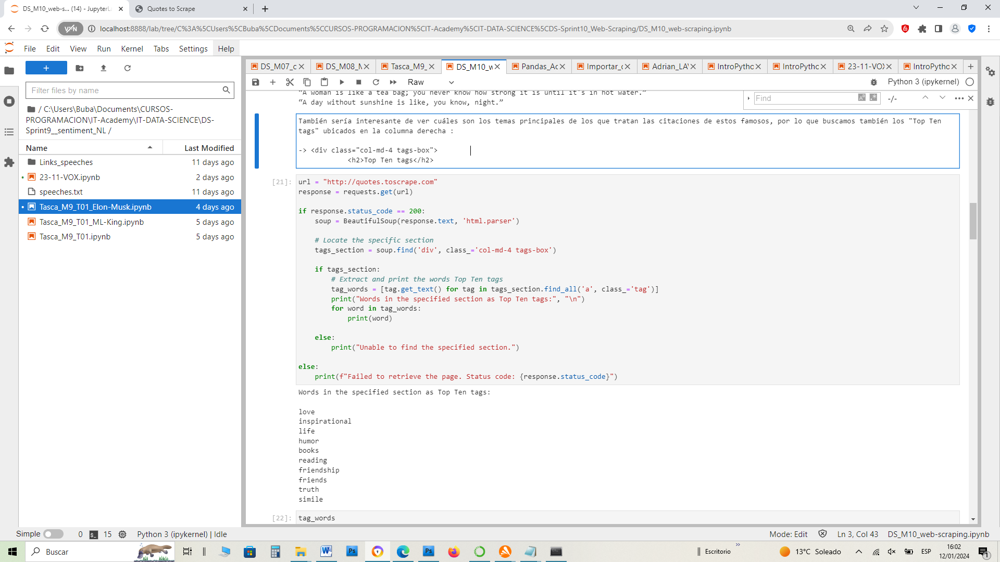 DS_M10_web-s... (14) - JupyterLa
Quotes to Scrape
VPN
localhost:8888/lab/tree/C%3A%5CUsers%5CBuba%5CDocuments%5CCURSOS-PROGRAMACION%5CIT-Academy%5CIT-DATA-SCIENCE%5CDS-Sprint10_Web-Scraping/DS_M10_web-scraping.ipynb
File Edit View Run Kernel Tabs Settings Help
DS_M07_c
DS_M08_M
Tasca_M9_
DS_M10_w
Pandas_Ac
Importar_c
Adrian_LAV
IntroPythc
IntroPythc
23-11-VOX
IntroPythc
Raw
Python 3 (ipykernel)
Filter files by name
/ C:\Users\Buba\Documents\CURSOS-
PROGRAMACION\IT-Academy\IT-DATA-SCIENCE\DS-
Sprint9__sentiment_NL /
Name Last Modified
Links_speeches 11 days ago
23-11-VOX.ipynb 2 days ago
speeches.txt 11 days ago
Tasca_M9_T01_Elon-Musk.ipynb 4 days ago
Tasca_M9_T01_ML-King.ipynb 5 days ago
Tasca_M9_T01.ipynb 5 days ago
Find
-/-
“A woman is like a tea bag; you never know how strong it is until it's in hot water.”
“A day without sunshine is like, you know, night.”
También sería interesante de ver cuáles son los temas principales de los que tratan las citaciones de estos famosos, por lo que buscamos también los "Top Ten
tags" ubicados en la columna derecha :
-> <div class="col-md-4 tags-box">
<h2>Top Ten tags</h2>
[21]:
url = "http://quotes.toscrape.com"
response = requests.get(url)
if response.status_code == 200:
soup = BeautifulSoup(response.text, 'html.parser')
# Locate the specific section
tags_section = soup.find('div', class_='col-md-4 tags-box')
if tags_section:
# Extract and print the words Top Ten tags
tag_words = [tag.get_text() for tag in tags_section.find_all('a', class_='tag')]
print("Words in the specified section as Top Ten tags:", "\n")
for word in tag_words:
print(word)
else:
print("Unable to find the specified section.")
else:
print(f"Failed to retrieve the page. Status code: {response.status_code}")
Words in the specified section as Top Ten tags:
love
inspirational
life
humor
books
reading
friendship
friends
truth
simile
[22]: tag_words
Simple 0 15 Python 3 (ipykernel) | Idle
Mode: Edit Ln 3, Col 43 DS_M10_web-scraping.ipynb
Buscar
Escritorio
13°C Soleado
ESP
16:02
12/01/2024
1